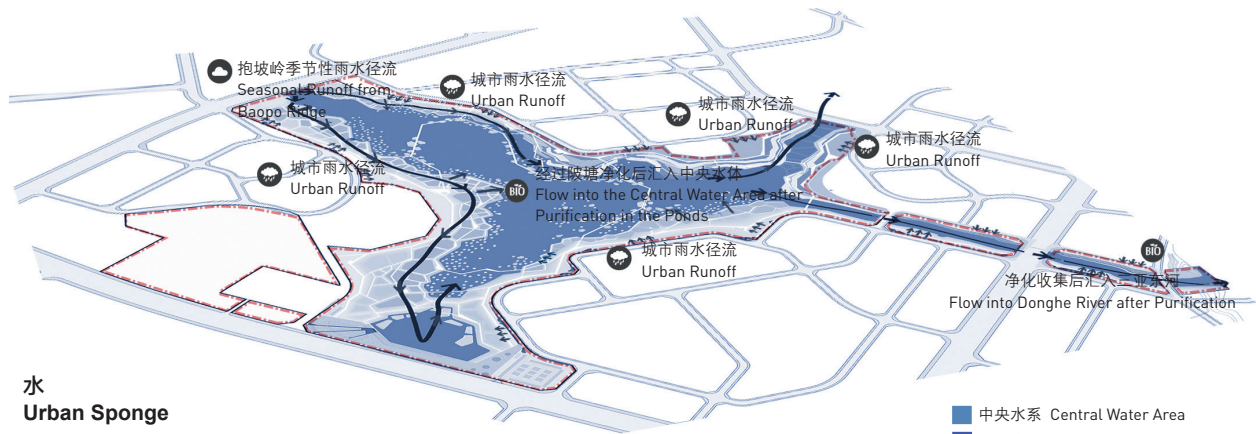 抱坡岭季节性雨水径流
Seasonal Runoff from
Baopo Ridge
城市雨水径流
Urban Runoff
城市雨水径流
Urban Runoff
城市雨水径流
Urban Runoff
城市雨水径流
Urban Runoff
BIO
经过陂塘净化后汇入中央水体
Flow into the Central Water Area after
Purification in the Ponds
城市雨水径流
Urban Runoff
BIO
净化收集后汇入三亚东河
Flow into Donghe River after Purification
水
Urban Sponge
中央水系 Central Water Area